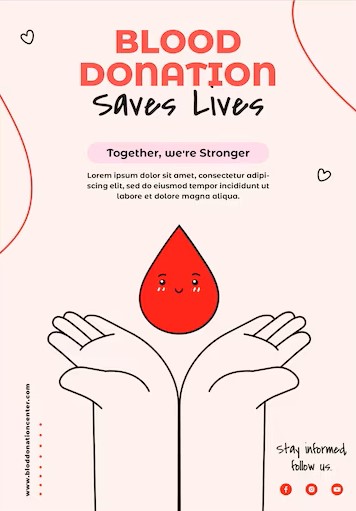 BLOOD
DONATION
Saves Lives
Together, we're Stronger
Lorem ipsum dolor sit amet, consectetur adipi-
scing elit, sed do eiusmod tempor incididunt ut
labore et dolore magna aliqua.
www.bloddonationcenter.com
Stay informed,
follow us.